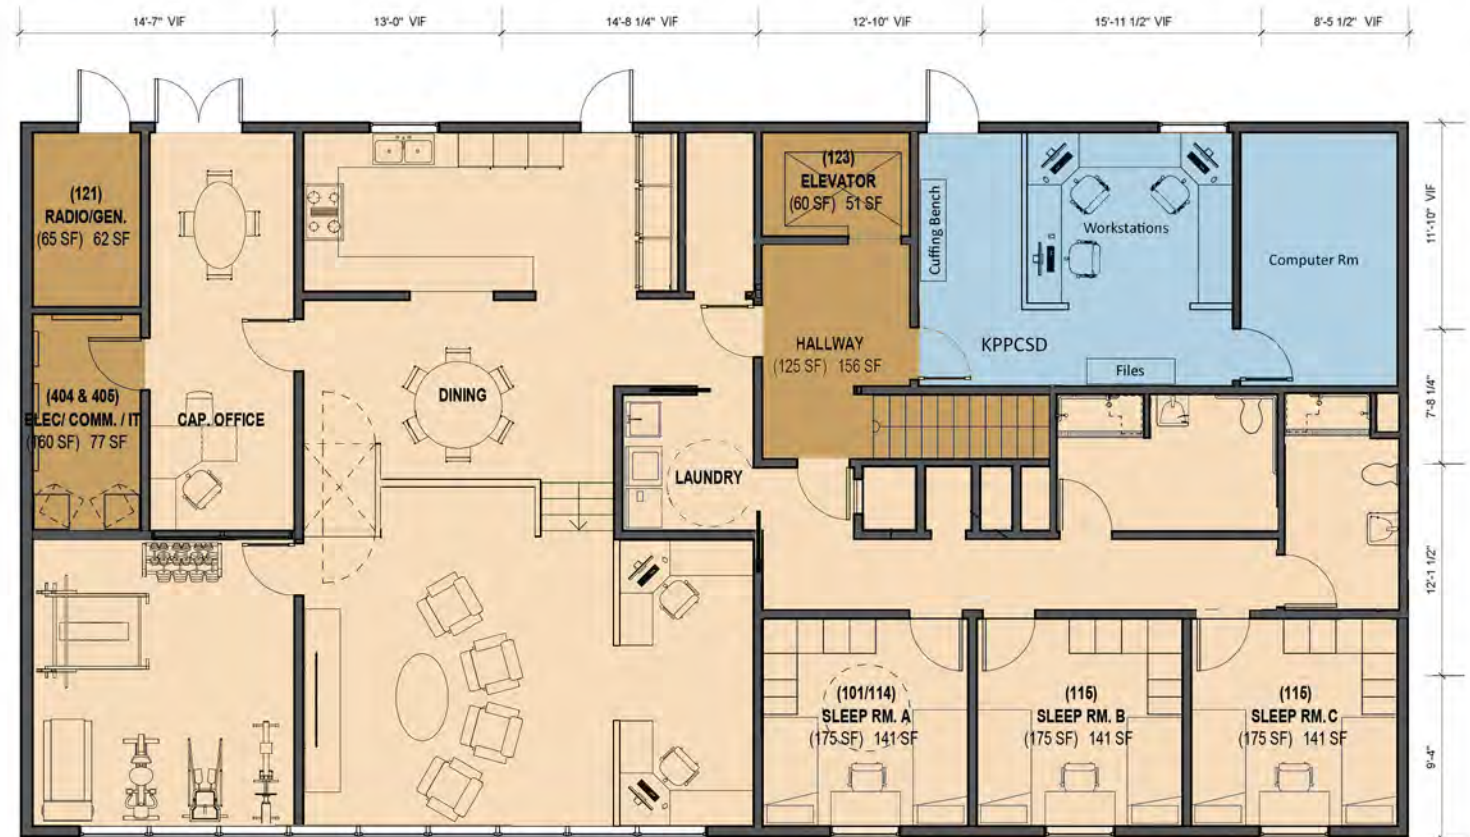 14'-7" VIF
13'-0" VIF
14'-8 1/4" VIF
12'-10" VIF
15'-11 1/2" VIF
8'-5 1/2" VIF
(121)
RADIO/GEN.
(65 SF) 62 SF
(123)
ELEVATOR
(60 SF) 51 SF
Cuffing Bench
Workstations
Computer Rm
11'-10" VIF
HALLWAY
(125 SF) 156 SF
KPPCSD
Files
(404 & 405)
ELEC/ COMM. / IT
(160 SF) 77 SF
CAP. OFFICE
DINING
7'-8 1/4"
LAUNDRY
12'-1 1/2"
(101/114)
SLEEP RM. A
(175 SF) 141 SF
(115)
SLEEP RM. B
(175 SF) 141 SF
(115)
SLEEP RM. C
(175 SF) 141 SF
9'-4"